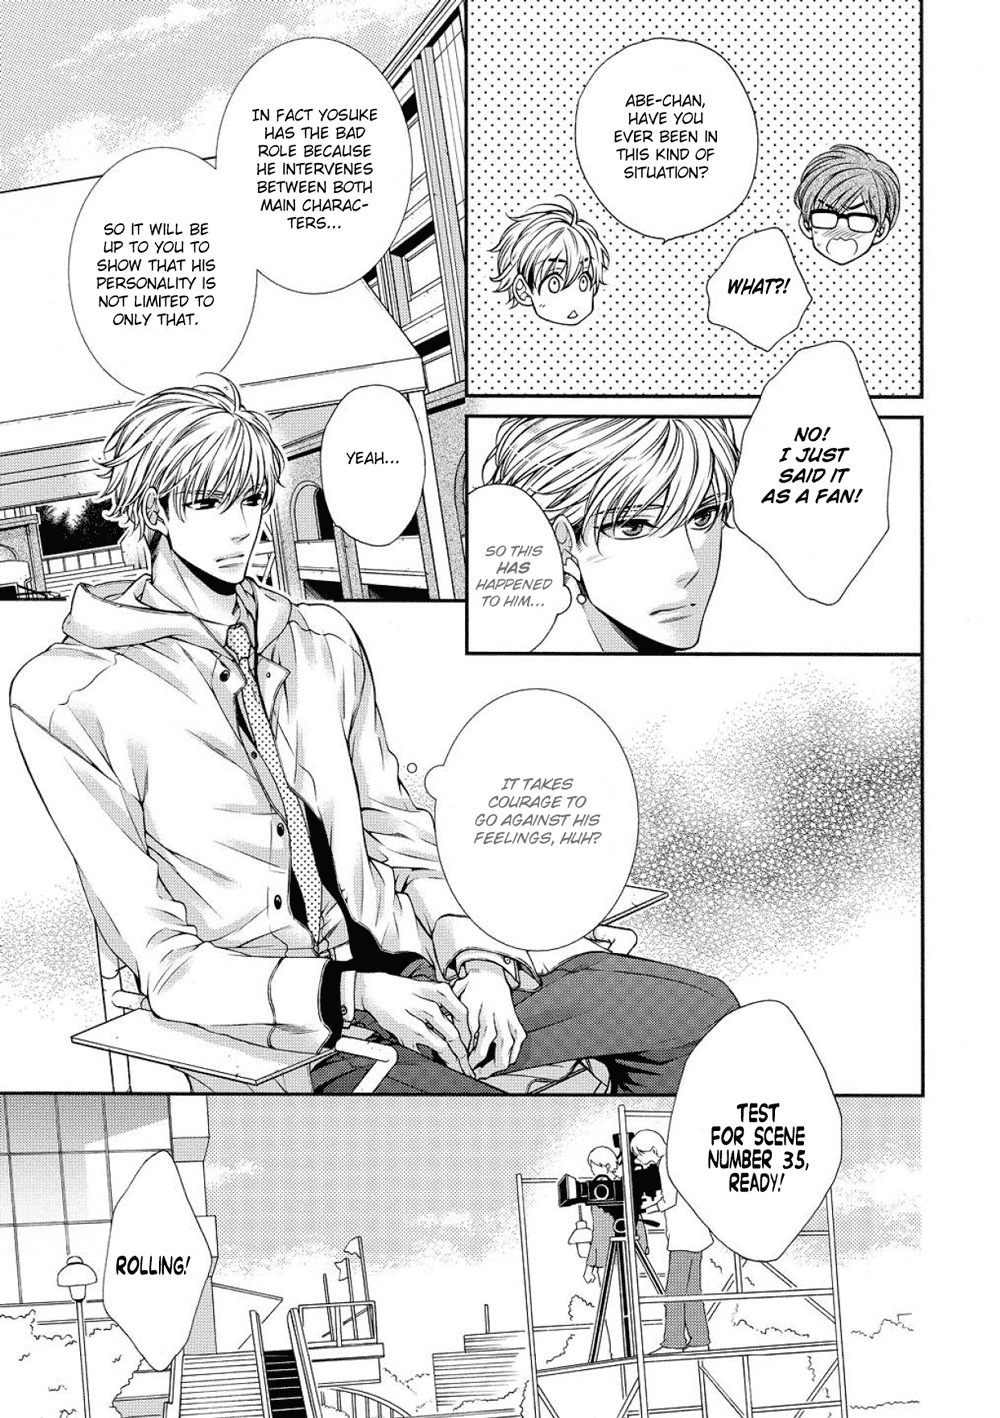 ABE-CHAN,
HAVE YOU
EVER BEEN IN
THIS KIND OF
SITUATION?
WHAT?!
NO!
I JUST
SAID IT
AS A FAN!
SO THIS
HAS
HAPPENED
TO HIM...
IN FACT YOSUKE
HAS THE BAD
ROLE BECAUSE
HE INTERVENES
BETWEEN BOTH
MAIN CHARAC-
TERS...
SO IT WILL BE
UP TO YOU TO
SHOW THAT HIS
PERSONALITY IS
NOT LIMITED TO
ONLY THAT.
YEAH...
IT TAKES
COURAGE TO
GO AGAINST HIS
FEELINGS, HUH?
TEST
FOR SCENE
NUMBER 35,
READY!
ROLLING!